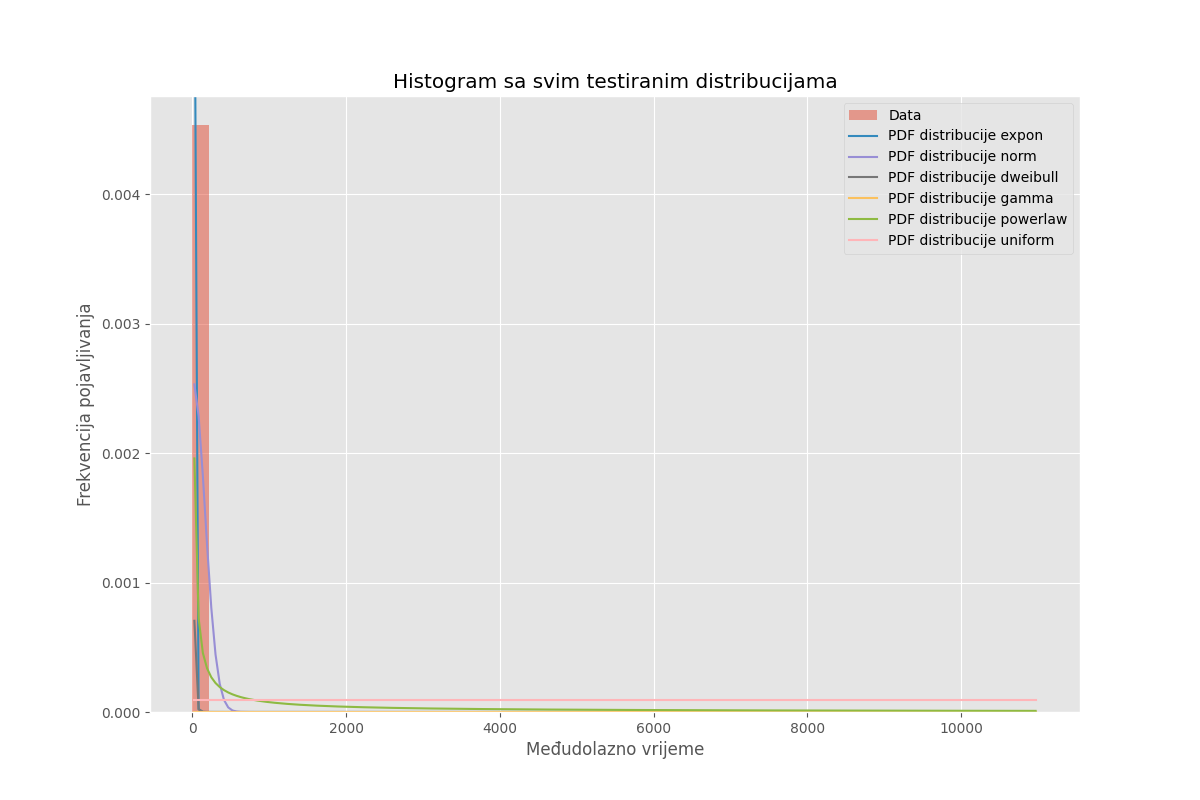 Histogram sa svim testiranim distribucijama
Data
PDF distribucije expon
PDF distribucije norm
PDF distribucije dweibull
PDF distribucije gamma
PDF distribucije powerlaw
PDF distribucije uniform
Frekvencija pojavljivanja
0.004
0.003
0.002
0.001
0.000
0
2000
4000
6000
8000
10000
Međudolazno vrijeme